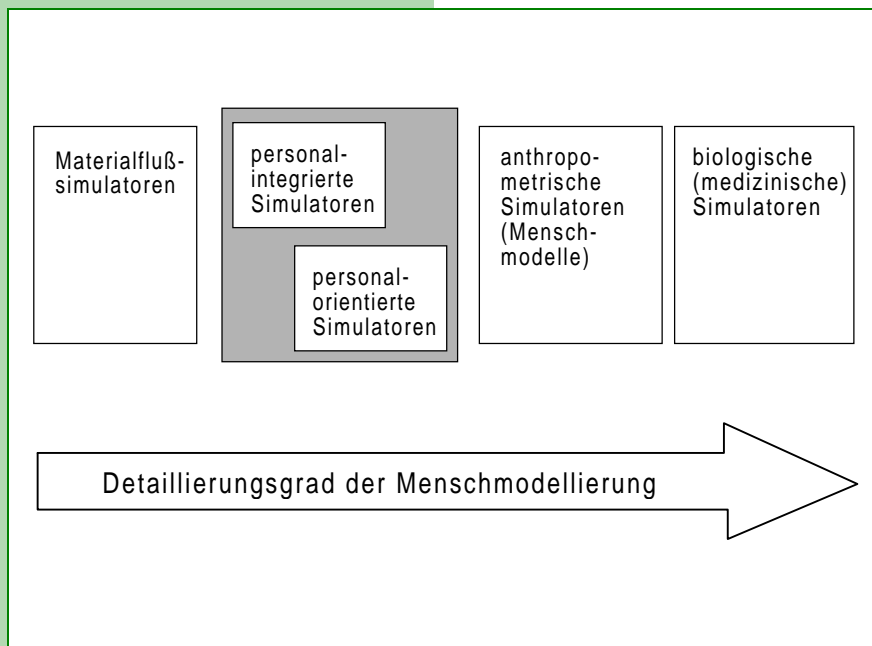 Materialfluß-
simulatoren
personal-
integrierte
Simulatoren
personal-
orientierte
Simulatoren
anthropo-
metrische
Simulatoren
(Mensch-
modelle)
biologische
(medizinische)
Simulatoren
Detaillierungsgrad der Menschmodellierung